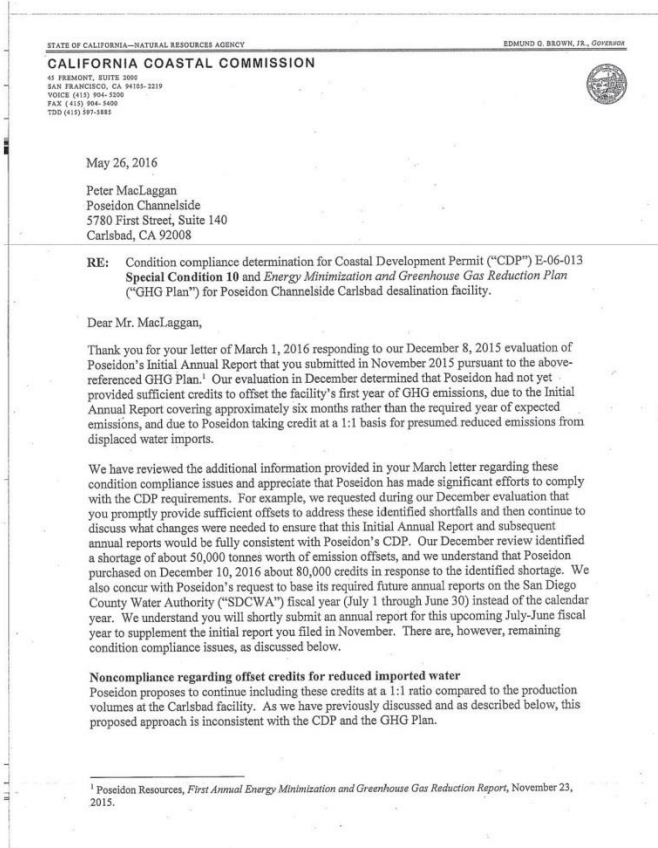 STATE OF CALIFORNIA—NATURAL RESOURCES AGENCY
EDMUND G. BROWN, JR., GOVERNOR
CALIFORNIA COASTAL COMMISSION
45 FREMONT, SUITE 2000
SAN FRANCISCO, CA 94105-2219
VOICE (415) 904-5200
FAX (415) 904-5400
TDD (415) 597-5885
May 26, 2016
Peter MacLaggan
Poseidon Channelside
5780 First Street, Suite 140
Carlsbad, CA 92008
RE: Condition compliance determination for Coastal Development Permit (“CDP”) E-06-013
Special Condition 10 and Energy Minimization and Greenhouse Gas Reduction Plan
(“GHG Plan”) for Poseidon Channelside Carlsbad desalination facility.
Dear Mr. MacLaggan,
Thank you for your letter of March 1, 2016 responding to our December 8, 2015 evaluation of
Poseidon’s Initial Annual Report that you submitted in November 2015 pursuant to the above-
referenced GHG Plan.¹ Our evaluation in December determined that Poseidon had not yet
provided sufficient credits to offset the facility’s first year of GHG emissions, due to the Initial
Annual Report covering approximately six months rather than the required year of expected
emissions, and due to Poseidon taking credit at a 1:1 basis for presumed reduced emissions from
displaced water imports.
We have reviewed the additional information provided in your March letter regarding these
condition compliance issues and appreciate that Poseidon has made significant efforts to comply
with the CDP requirements. For example, we requested during our December evaluation that
you promptly provide sufficient offsets to address these identified shortfalls and then continue to
discuss what changes were needed to ensure that this Initial Annual Report and subsequent
annual reports would be fully consistent with Poseidon’s CDP. Our December review identified
a shortage of about 50,000 tonnes worth of emission offsets, and we understand that Poseidon
purchased on December 10, 2016 about 80,000 credits in response to the identified shortage. We
also concur with Poseidon’s request to base its required future annual reports on the San Diego
County Water Authority (“SDCWA”) fiscal year (July 1 through June 30) instead of the calendar
year. We understand you will shortly submit an annual report for this upcoming July-June fiscal
year to supplement the initial report you filed in November. There are, however, remaining
condition compliance issues, as discussed below.
Noncompliance regarding offset credits for reduced imported water
Poseidon proposes to continue including these credits at a 1:1 ratio compared to the production
volumes at the Carlsbad facility. As we have previously discussed and as described below, this
proposed approach is inconsistent with the CDP and the GHG Plan.
¹ Poseidon Resources, First Annual Energy Minimization and Greenhouse Gas Reduction Report, November 23,
2015.